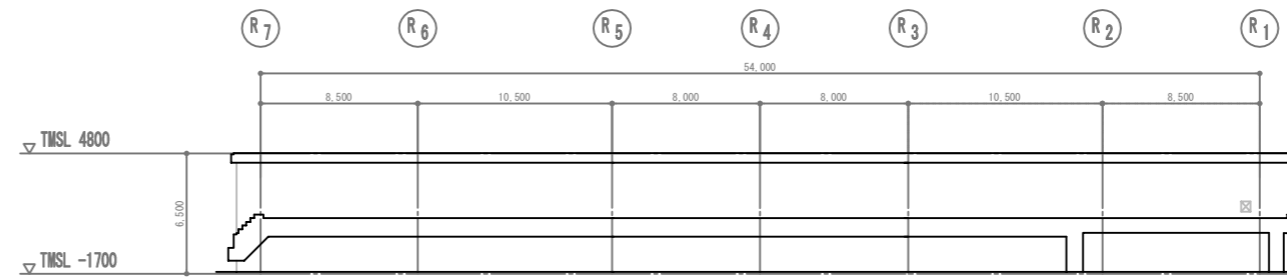 R7 R6 R5 R4 R3 R2 R1
54,000
8,500 10,500 8,000 8,000 10,500 8,500
TMSL 4800
6,500
TMSL -1700